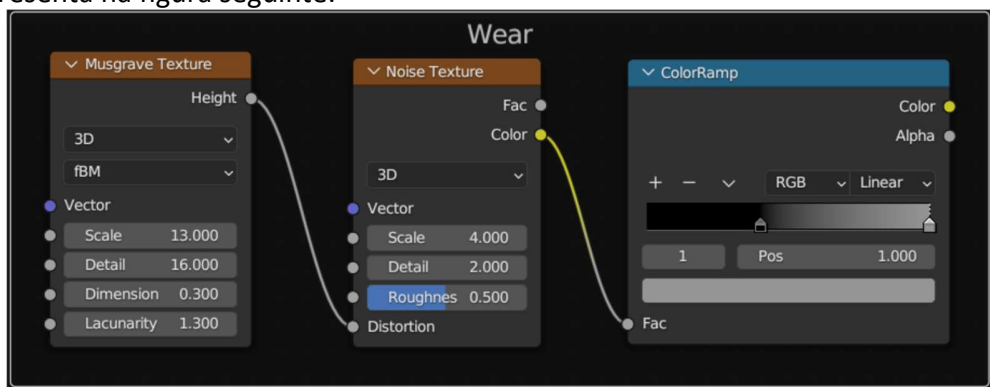 resenta na figura seguinte:
Wear
Musgrave Texture
Height
3D
fBM
Vector
Scale 13.000
Detail 16.000
Dimension 0.300
Lacunarity 1.300
Noise Texture
Fac
Color
3D
Vector
Scale 4.000
Detail 2.000
Roughnes 0.500
Distortion
ColorRamp
Color
Alpha
+ − RGB Linear
1 Pos 1.000
Fac